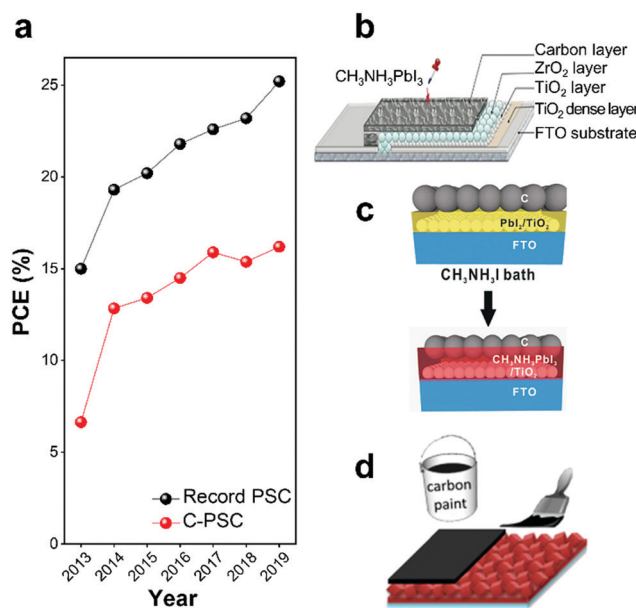 a
PCE (%)
25
20
15
10
5
0
2013
2014
2015
2016
2017
2018
2019
Year
Record PSC
C-PSC
b
CH₃NH₃PbI₃
Carbon layer
ZrO₂ layer
TiO₂ layer
TiO₂ dense layer
FTO substrate
c
C
PbI₂/TiO₂
FTO
CH₃NH₃I bath
C
CH₃NH₃PbI₃
/TiO₂
FTO
d
carbon
paint